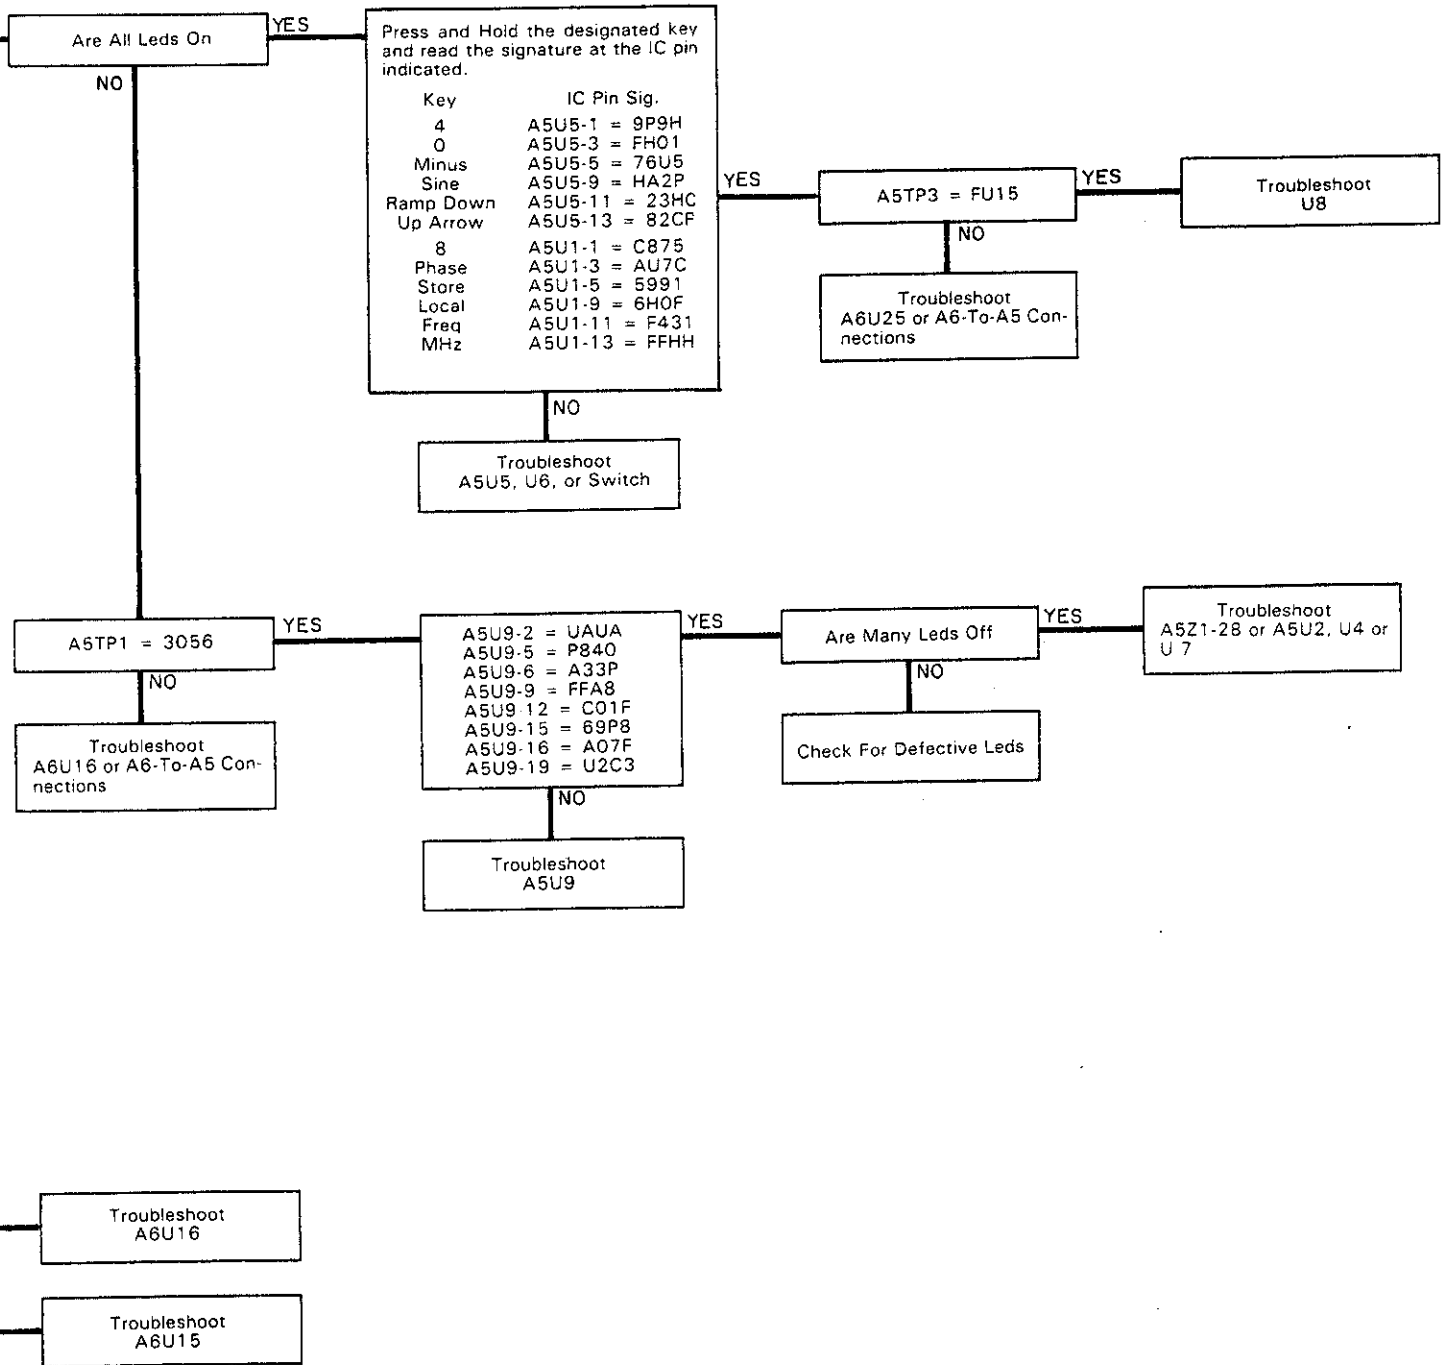 Are All Leds On
YES
NO
Press and Hold the designated key
and read the signature at the IC pin
indicated.
Key IC Pin Sig.
4 A5U5-1 = 9P9H
0 A5U5-3 = FH01
Minus A5U5-5 = 76U5
Sine A5U5-9 = HA2P
Ramp Down A5U5-11 = 23HC
Up Arrow A5U5-13 = 82CF
8 A5U1-1 = C875
Phase A5U1-3 = AU7C
Store A5U1-5 = 5991
Local A5U1-9 = 6H0F
Freq A5U1-11 = F431
MHz A5U1-13 = FFHH
YES
NO
A5TP3 = FU15
YES
NO
Troubleshoot
U8
Troubleshoot
A6U25 or A6-To-A5 Con-
nections
Troubleshoot
A5U5, U6, or Switch
A5TP1 = 3056
YES
NO
Troubleshoot
A6U16 or A6-To-A5 Con-
nections
A5U9-2 = UAUA
A5U9-5 = P840
A5U9-6 = A33P
A5U9-9 = FFA8
A5U9-12 = C01F
A5U9-15 = 69P8
A5U9-16 = A07F
A5U9-19 = U2C3
YES
NO
Troubleshoot
A5U9
Are Many Leds Off
YES
NO
Check For Defective Leds
Troubleshoot
A5Z1-28 or A5U2, U4 or
U 7
Troubleshoot
A6U16
Troubleshoot
A6U15